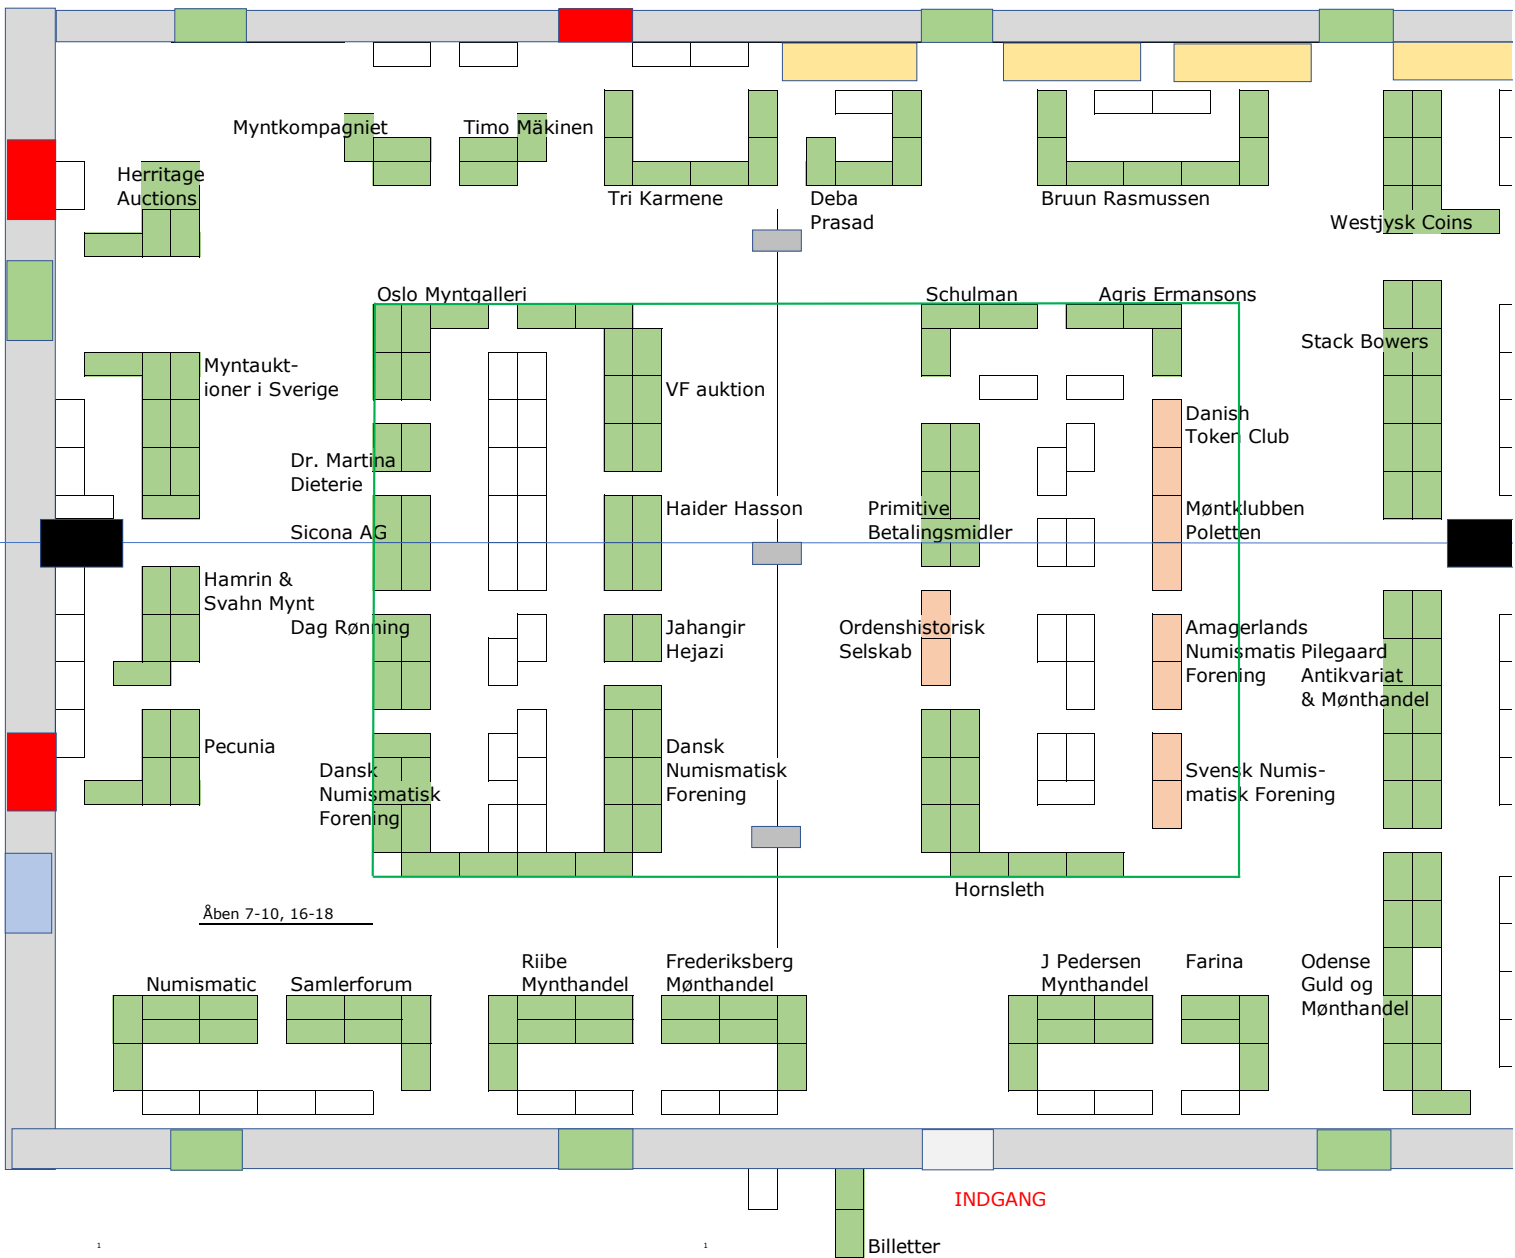 Myntkompagniet
Timo Mäkinen
Herritage
Auctions
Tri Karmene
Deba
Prasad
Bruun Rasmussen
Westjysk Coins
Oslo Myntgalleri
Schulman
Agris Ermansons
Stack Bowers
Myntaukt-
ioner i Sverige
VF auktion
Danish
Token Club
Dr. Martina
Dieterie
Sicona AG
Haider Hasson
Primitive
Betalingsmidler
Møntklubben
Poletten
Hamrin &
Svahn Mynt
Dag Rønning
Jahangir
Hejazi
Ordenshistorisk
Selskab
Amagerlands
Numismatis
Forening
Pilegaard
Antikvariat
& Mønthandel
Pecunia
Dansk
Numismatisk
Forening
Dansk
Numismatisk
Forening
Svensk Numis-
matisk Forening
Hornsleth
Åben 7-10, 16-18
Numismatic
Samlerforum
Riibe
Mynthandel
Frederiksberg
Mønthandel
J Pedersen
Mynthandel
Farina
Odense
Guld og
Mønthandel
INDGANG
Billetter
1
1